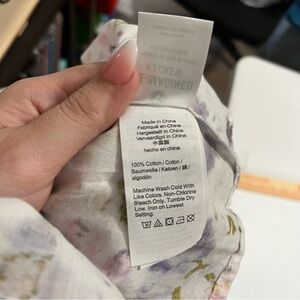 J.CREW
Made in China
Fabriqué en Chine
Hergestellt in China
Vervaardigd in China
中国製
hecho en china
100% Cotton / Coton /
Baumwolle / Katoen / 綿 /
algodón
Machine Wash Cold With
Like Colors. Non-Chlorine
Bleach Only. Tumble Dry
Low. Iron on Lowest
Setting.